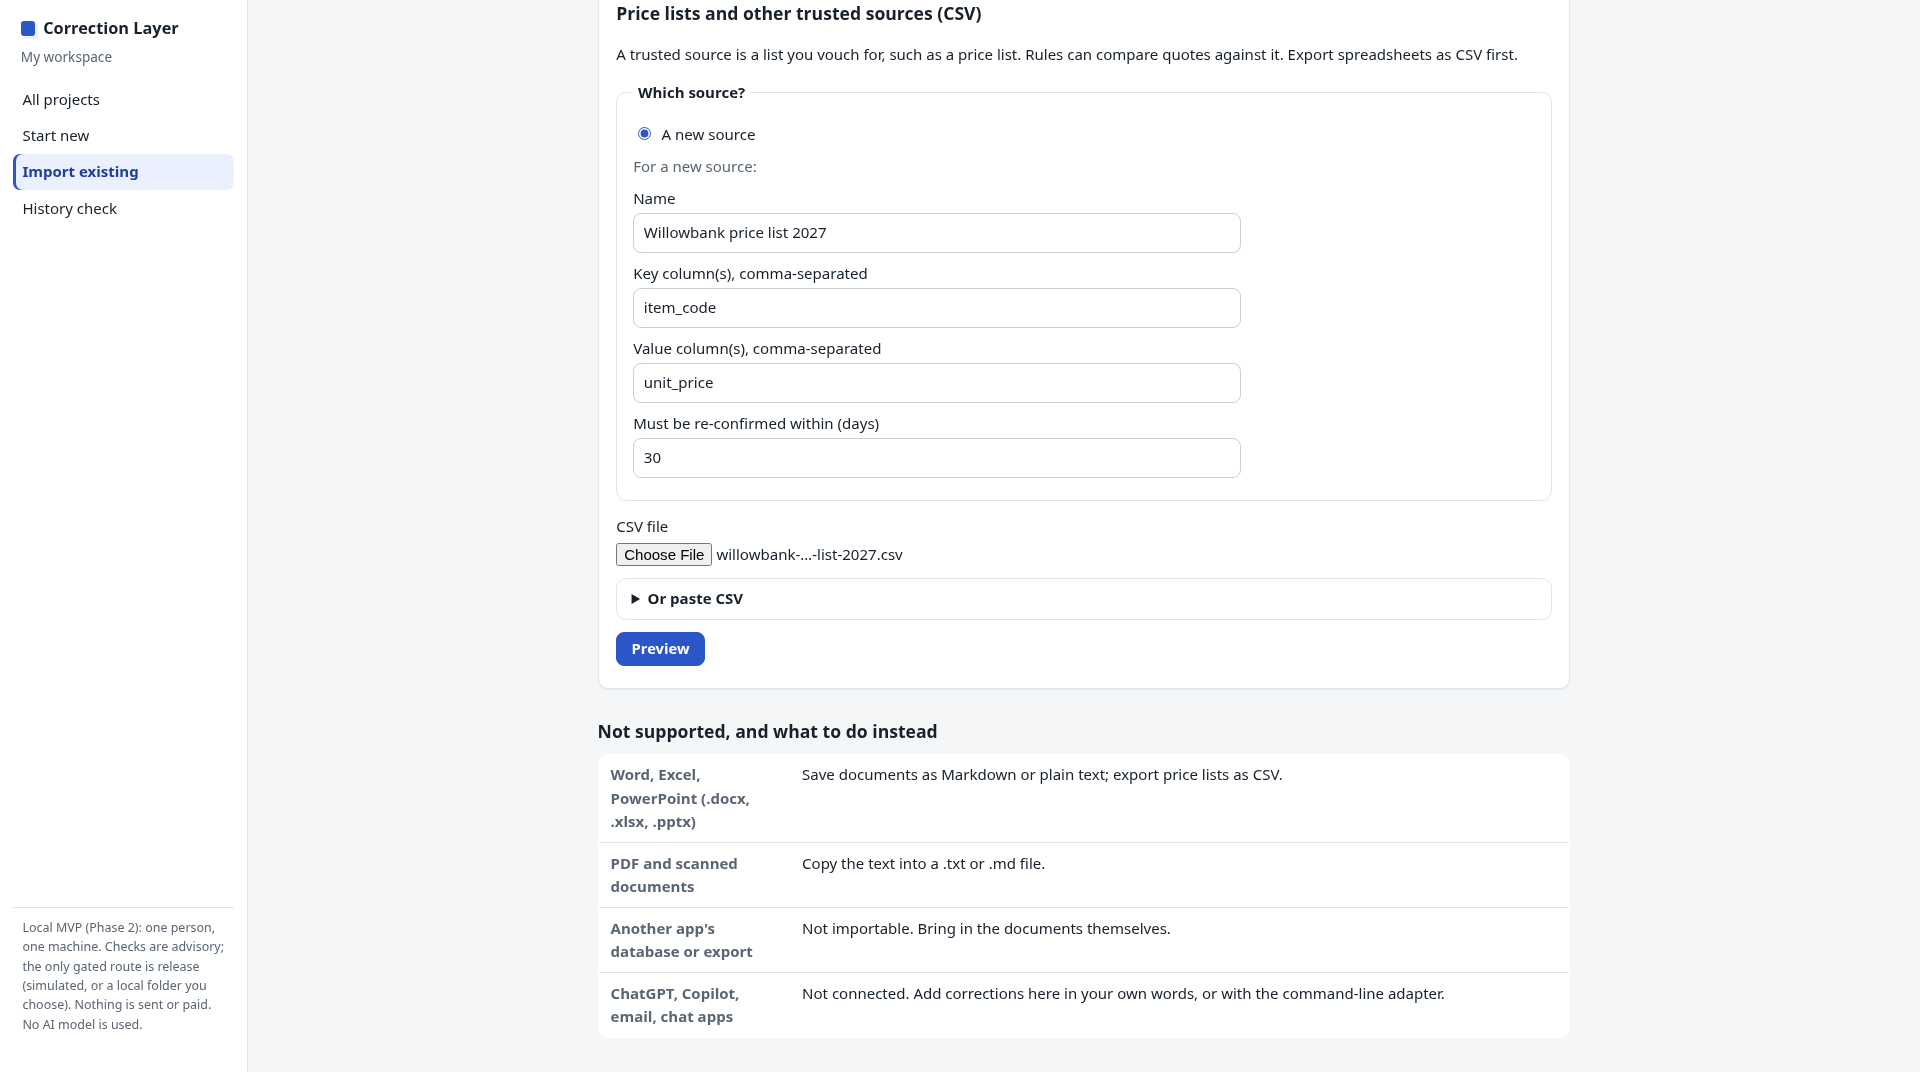 Correction Layer
My workspace
All projects
Start new
Import existing
History check
Local MVP (Phase 2): one person,
one machine. Checks are advisory;
the only gated route is release
(simulated, or a local folder you
choose). Nothing is sent or paid.
No AI model is used.
Price lists and other trusted sources (CSV)
A trusted source is a list you vouch for, such as a price list. Rules can compare quotes against it. Export spreadsheets as CSV first.
Which source?
A new source
For a new source:
Name
Willowbank price list 2027
Key column(s), comma-separated
item_code
Value column(s), comma-separated
unit_price
Must be re-confirmed within (days)
30
CSV file
Choose File willowbank-...-list-2027.csv
Or paste CSV
Preview
Not supported, and what to do instead
Word, Excel,
PowerPoint (.docx,
.xlsx, .pptx)
Save documents as Markdown or plain text; export price lists as CSV.
PDF and scanned
documents
Copy the text into a .txt or .md file.
Another app's
database or export
Not importable. Bring in the documents themselves.
ChatGPT, Copilot,
email, chat apps
Not connected. Add corrections here in your own words, or with the command-line adapter.